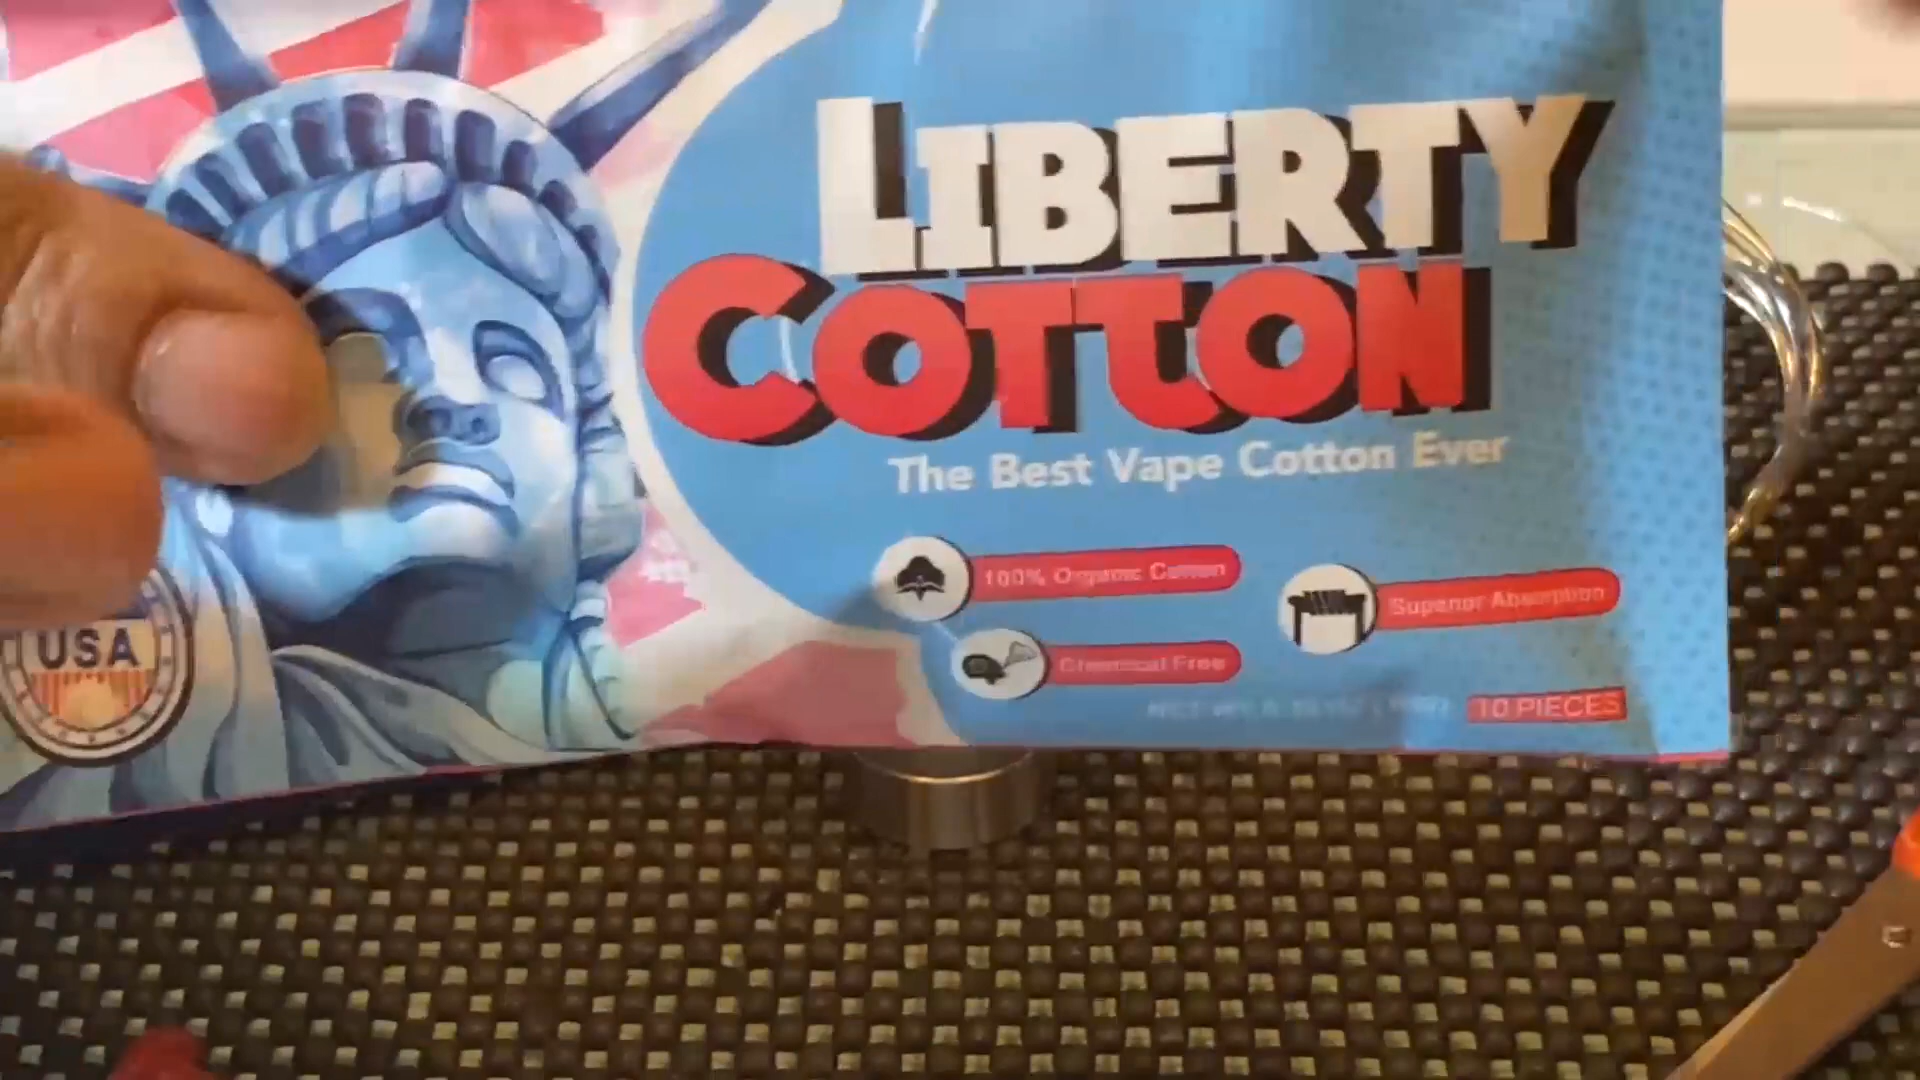 LIBERTY
COTTON
The Best Vape Cotton Ever
100% Organic Cotton
Superior Absorption
Chemical Free
10 PIECES
USA